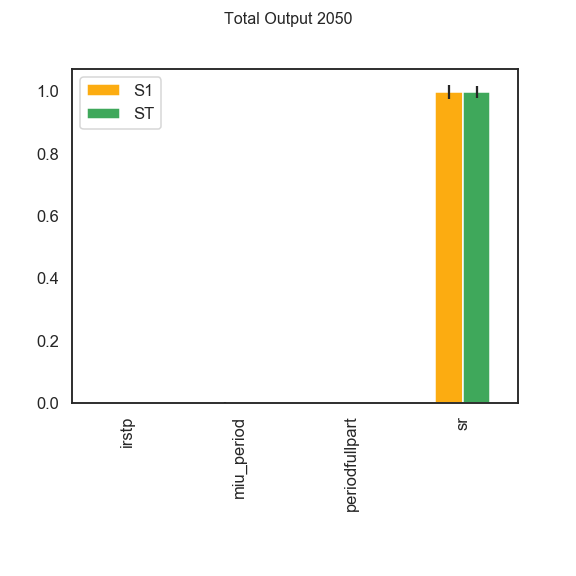 Total Output 2050
S1
ST
1.0
0.8
0.6
0.4
0.2
0.0
irstp
miu_period
periodfullpart
sr